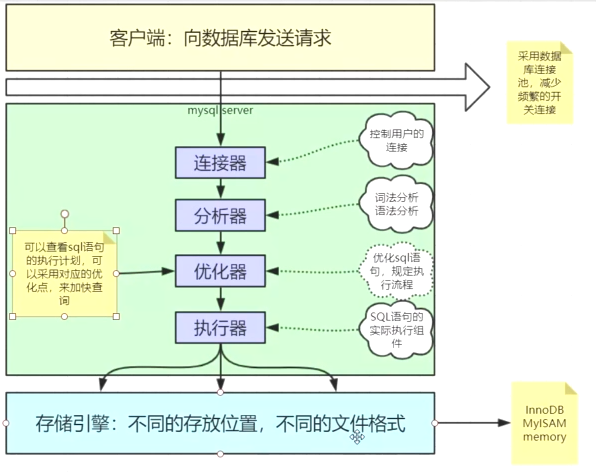 客户端：向数据库发送请求
采用数据
库连接
池，减少
频繁的开
关连接
mysql server
控制用户的
连接
连接器
词法分析
语法分析
分析器
可以查看sql语句
的执行计划，可
以采用对应的优
化点，来加快查
询
优化器
优化sql语
句，规定执
行流程
执行器
SQL语句的
实际执行组
件
存储引擎：不同的存放位置，不同的文件格式
InnoDB
MyISAM
memory